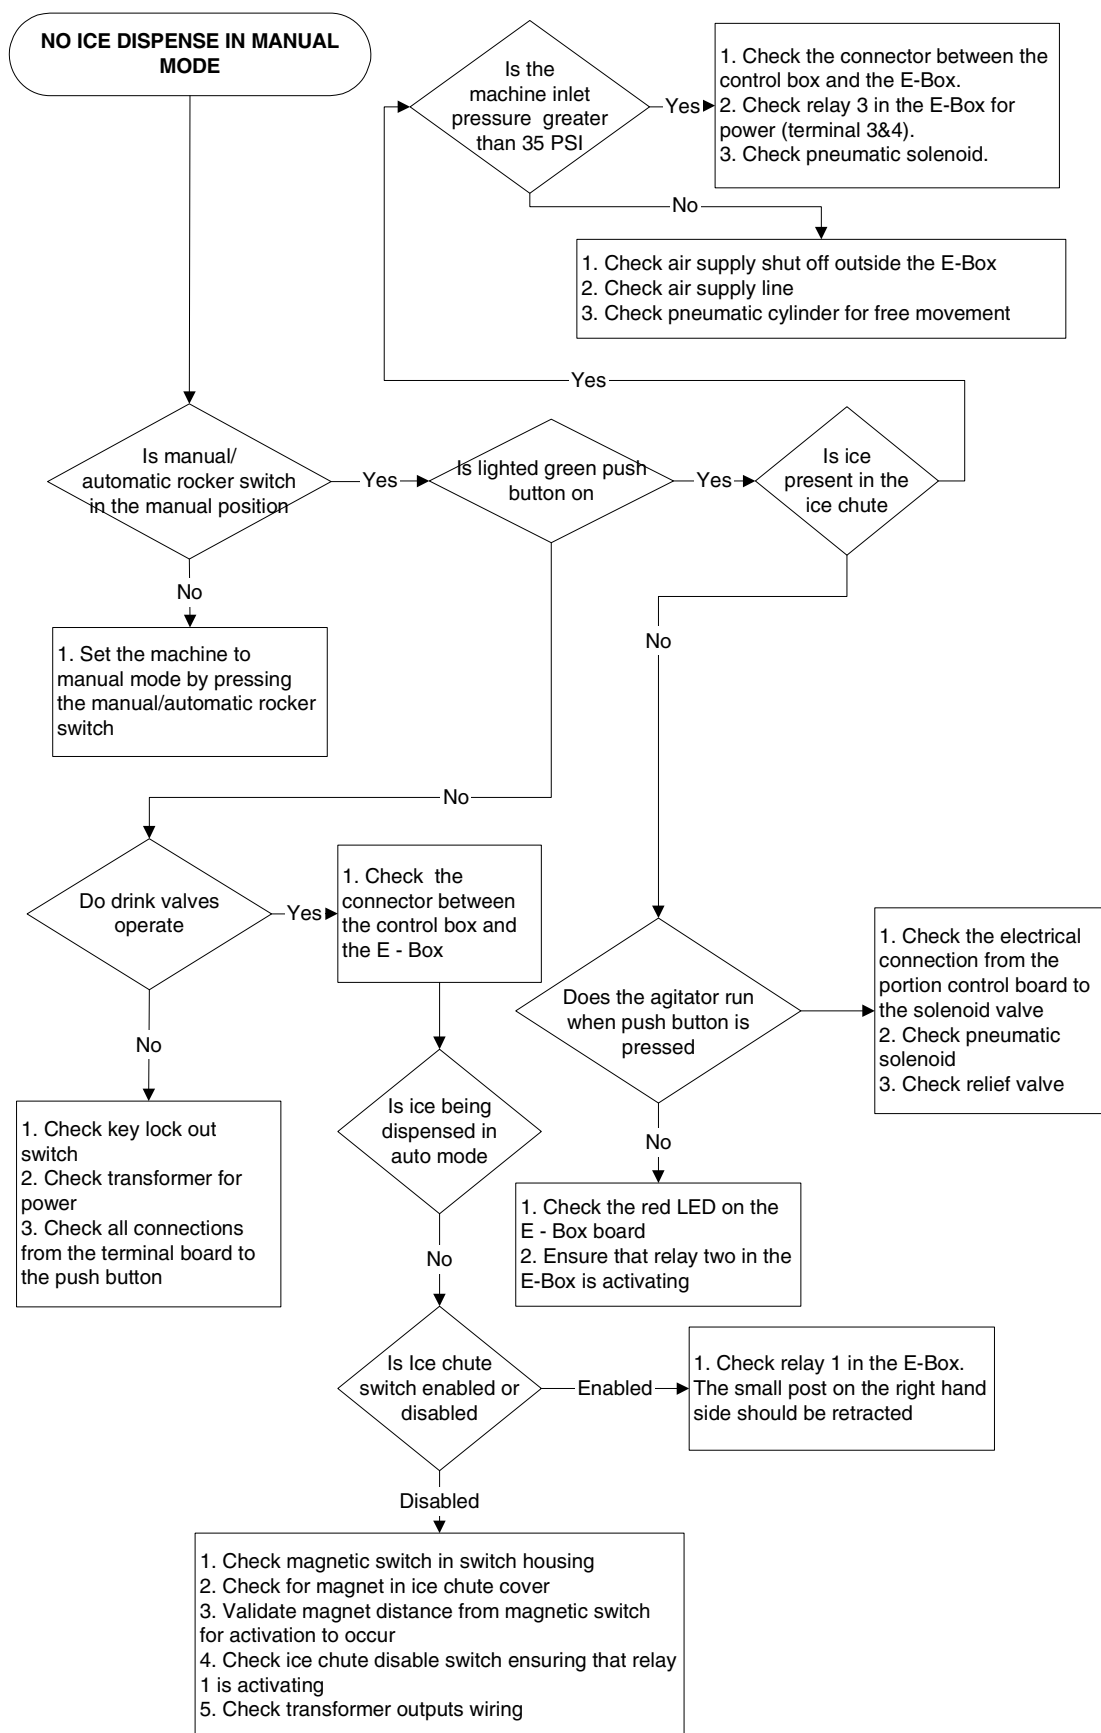 NO ICE DISPENSE IN MANUAL
MODE
Is the
machine inlet
pressure greater
than 35 PSI
Yes
1. Check the connector between the
control box and the E-Box.
2. Check relay 3 in the E-Box for
power (terminal 3&4).
3. Check pneumatic solenoid.
No
1. Check air supply shut off outside the E-Box
2. Check air supply line
3. Check pneumatic cylinder for free movement
Yes
Is manual/
automatic rocker switch
in the manual position
Yes
Is lighted green push
button on
Yes
Is ice
present in the
ice chute
No
1. Set the machine to
manual mode by pressing
the manual/automatic rocker
switch
No
No
Do drink valves
operate
Yes
1. Check the
connector between
the control box and
the E - Box
Does the agitator run
when push button is
pressed
1. Check the electrical
connection from the
portion control board to
the solenoid valve
2. Check pneumatic
solenoid
3. Check relief valve
No
1. Check key lock out
switch
2. Check transformer for
power
3. Check all connections
from the terminal board to
the push button
Is ice being
dispensed in
auto mode
No
1. Check the red LED on the
E - Box board
2. Ensure that relay two in the
E-Box is activating
No
Is Ice chute
switch enabled or
disabled
Enabled
1. Check relay 1 in the E-Box.
The small post on the right hand
side should be retracted
Disabled
1. Check magnetic switch in switch housing
2. Check for magnet in ice chute cover
3. Validate magnet distance from magnetic switch
for activation to occur
4. Check ice chute disable switch ensuring that relay
1 is activating
5. Check transformer outputs wiring